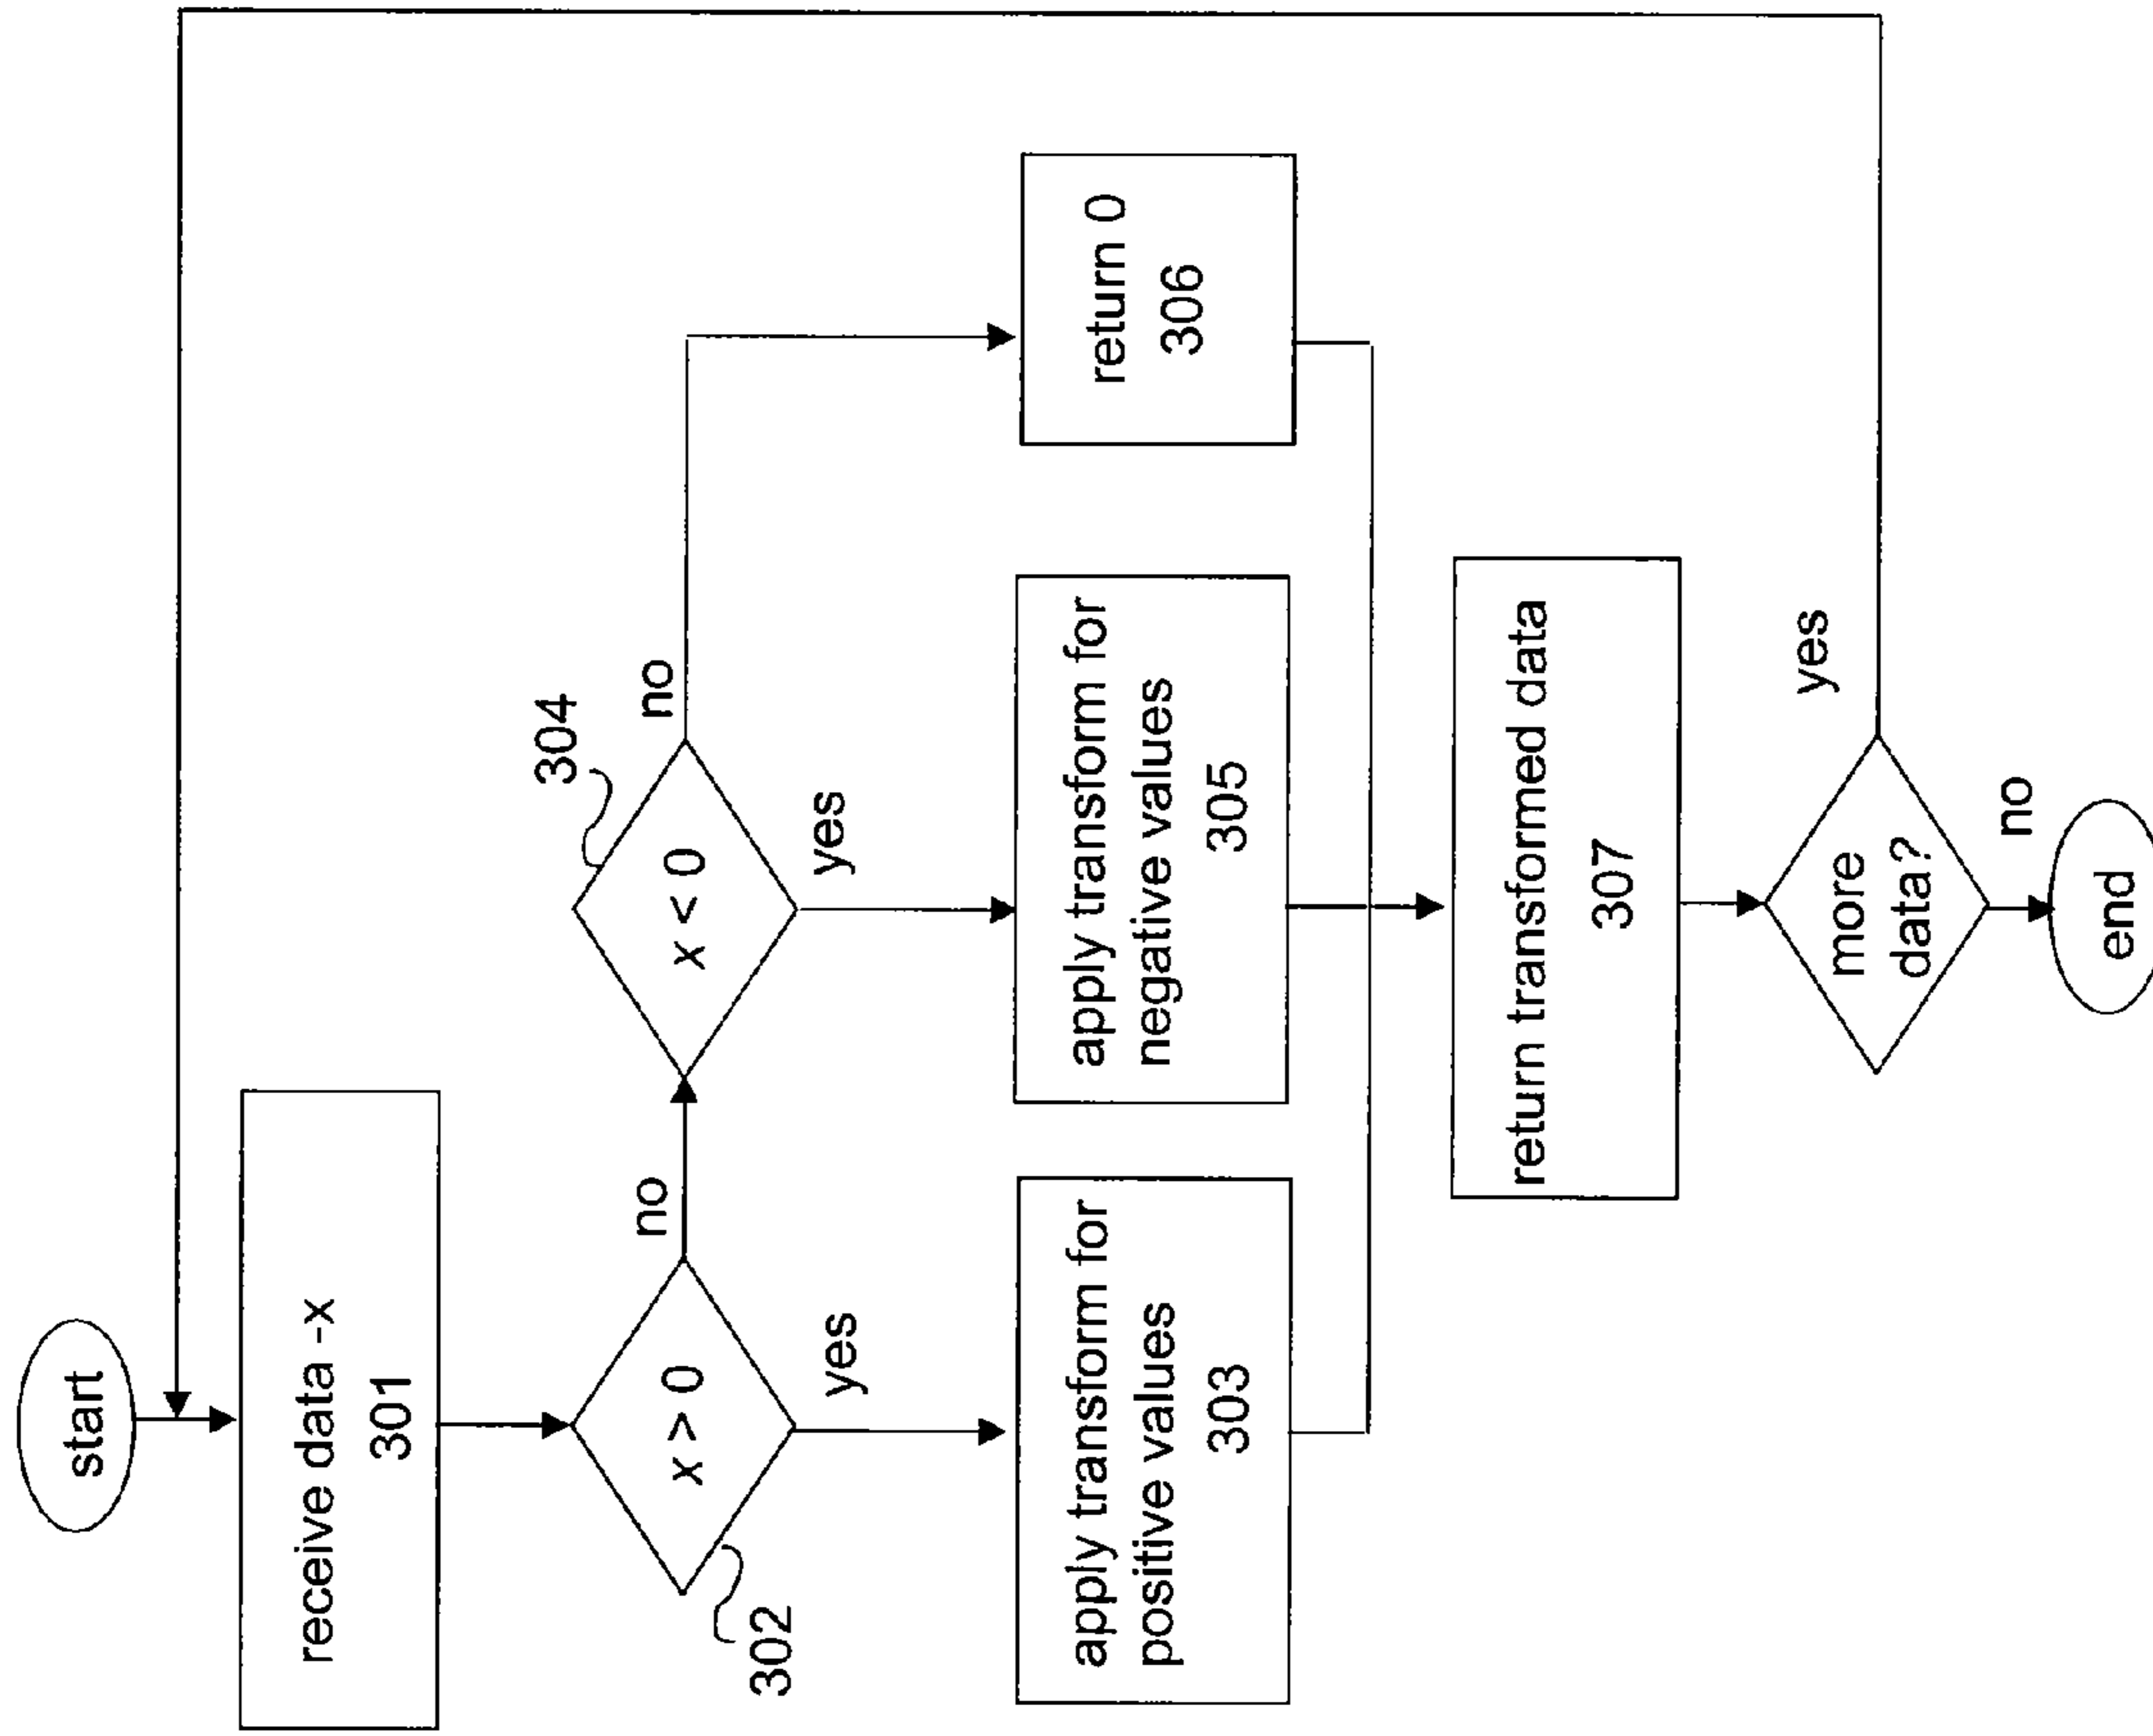 start
receive data -x
301
x > 0
302
yes
no
x < 0
304
yes
no
apply transform for
positive values
303
apply transform for
negative values
305
return 0
306
return transformed data
307
more
data?
yes
no
end